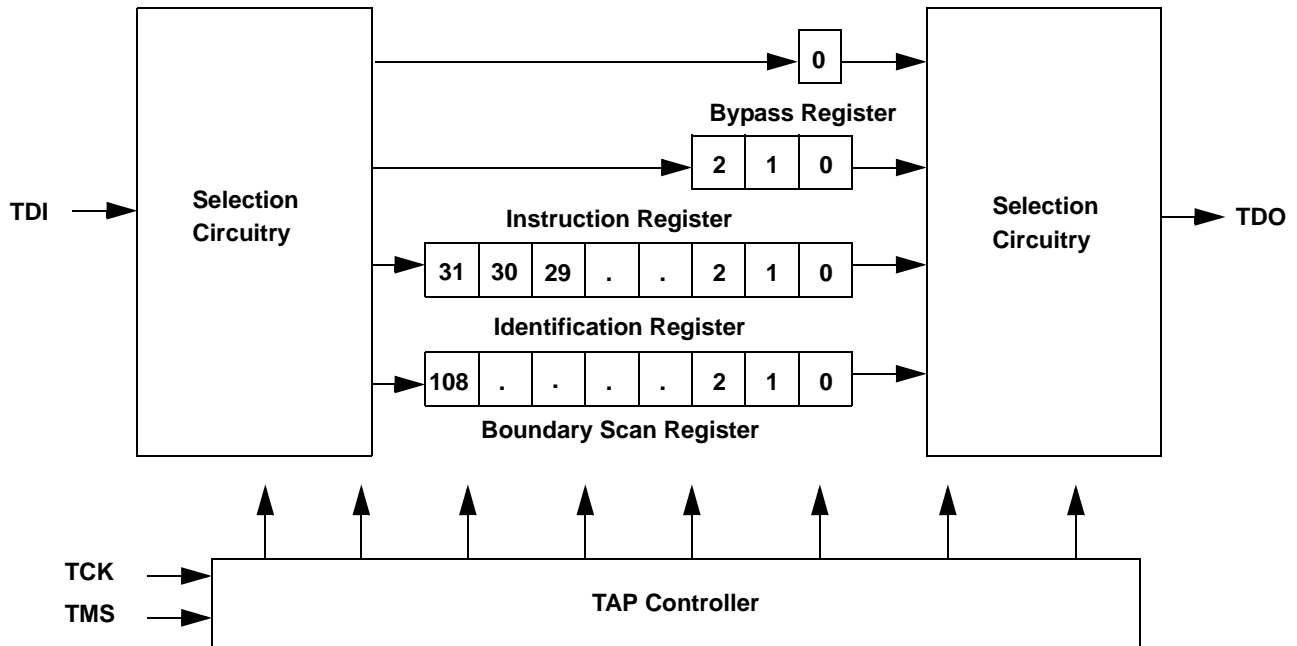 0
Bypass Register
2 1 0
Selection
Circuitry
Selection
Circuitry
TDI
TDO
Instruction Register
31 30 29 . . 2 1 0
Identification Register
108 . . . . 2 1 0
Boundary Scan Register
TCK
TMS
TAP Controller